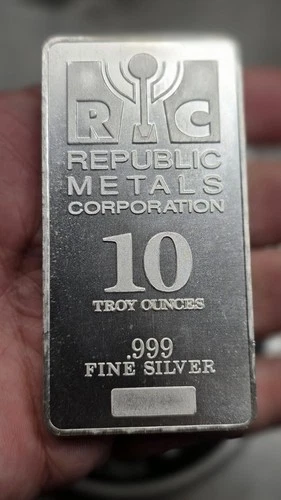 R C
REPUBLIC
METALS
CORPORATION
10
TROY OUNCES
.999
FINE SILVER